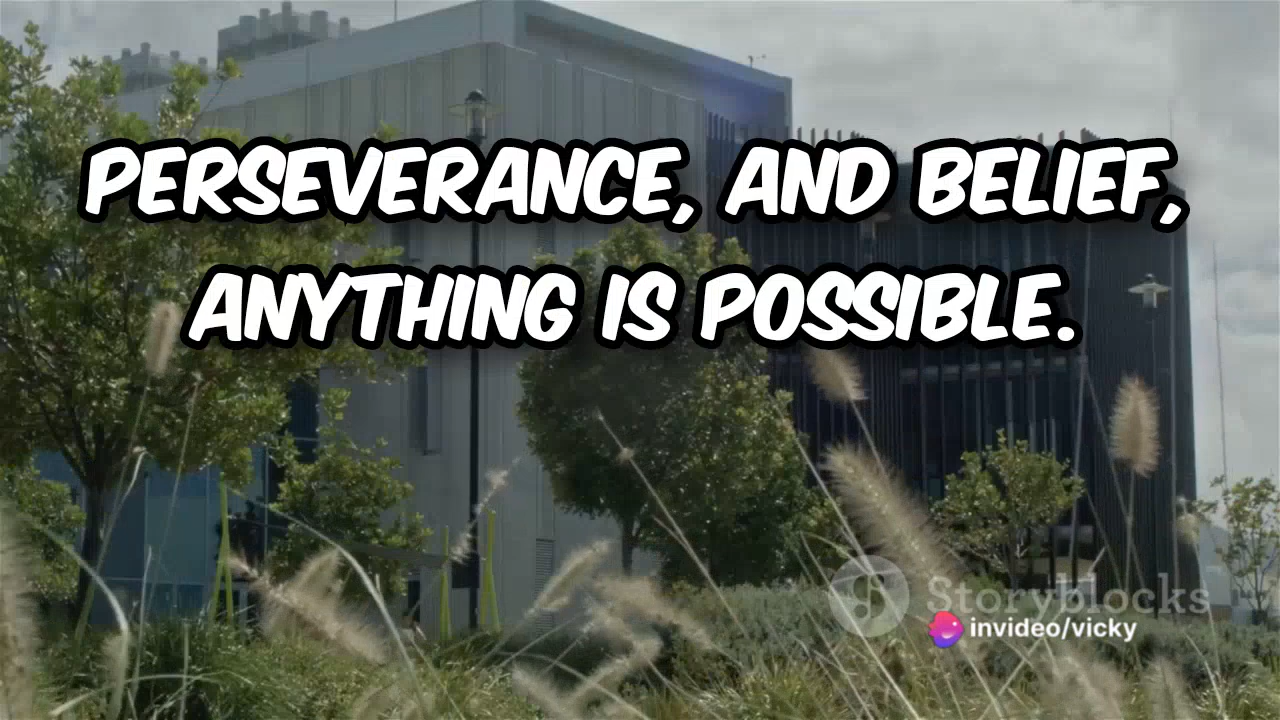 PERSEVERANCE, AND BELIEF,
ANYTHING IS POSSIBLE.
Storyblocks
invideo/vicky